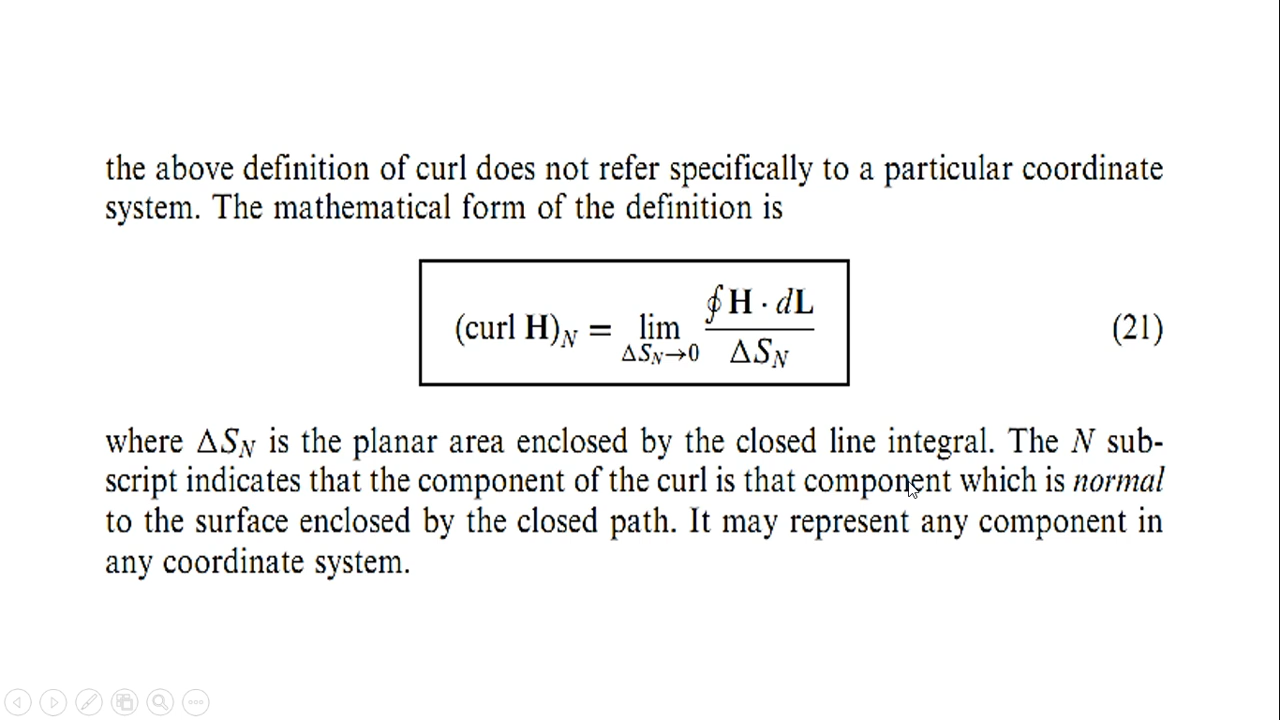 the above definition of curl does not refer specifically to a particular coordinate
system. The mathematical form of the definition is
(curl H)_N = lim_{ΔS_N→0} ∮ H · dL / ΔS_N (21)
where ΔS_N is the planar area enclosed by the closed line integral. The N sub-
script indicates that the component of the curl is that component which is normal
to the surface enclosed by the closed path. It may represent any component in
any coordinate system.